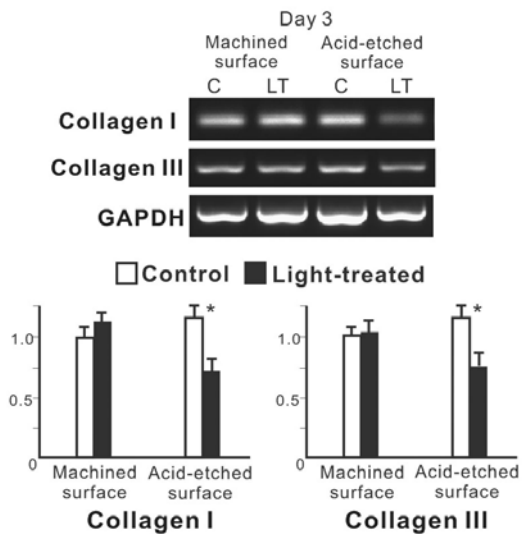 Day 3
Machined surface Acid-etched surface
C LT C LT
Collagen I
Collagen III
GAPDH
Control Light-treated
1.0 * 1.0 *
0.5 0.5
0 0
Machined surface Acid-etched surface Machined surface Acid-etched surface
Collagen I Collagen III